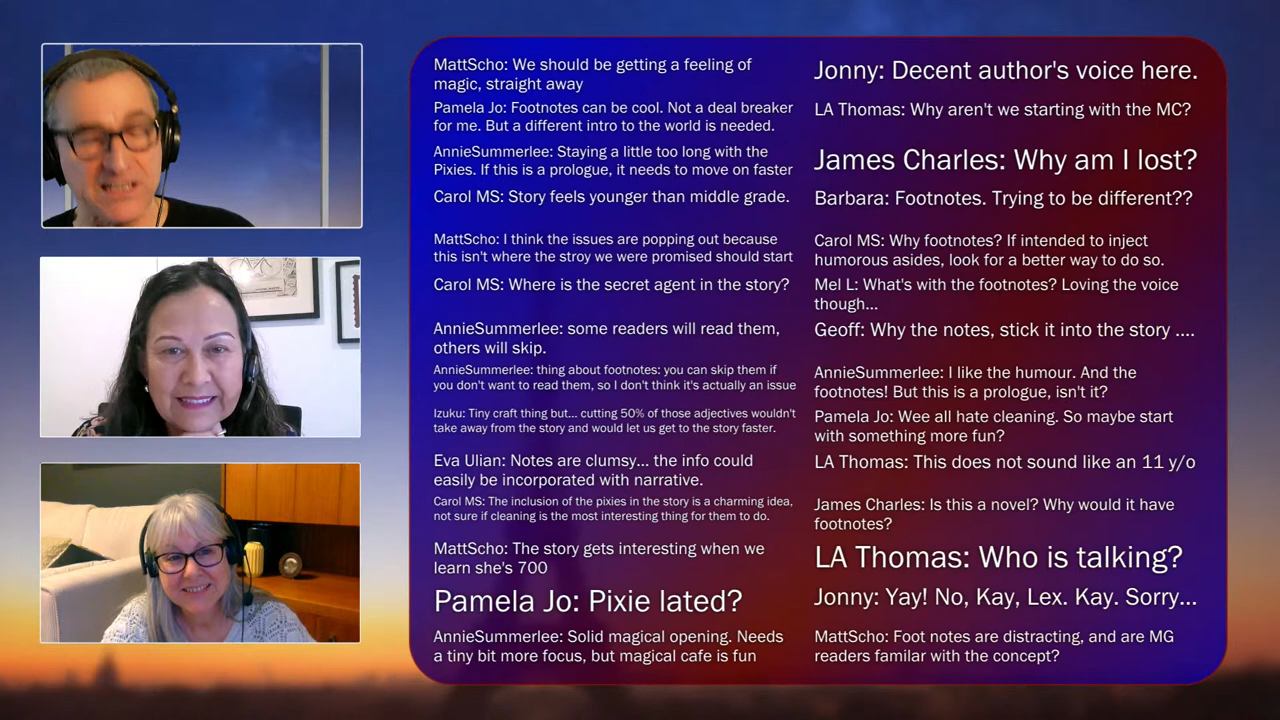 MattScho: We should be getting a feeling of
magic, straight away
Pamela Jo: Footnotes can be cool. Not a deal breaker
for me. But a different intro to the world is needed.
AnnieSummerlee: Staying a little too long with the
Pixies. If this is a prologue, it needs to move on faster
Carol MS: Story feels younger than middle grade.
MattScho: I think the issues are popping out because
this isn't where the stroy we were promised should start
Carol MS: Where is the secret agent in the story?
AnnieSummerlee: some readers will read them,
others will skip.
AnnieSummerlee: thing about footnotes: you can skip them if
you don't want to read them, so I don't think it's actually an issue
Izuku: Tiny craft thing but... cutting 50% of those adjectives wouldn't
take away from the story and would let us get to the story faster.
Eva Ulian: Notes are clumsy... the info could
easily be incorporated with narrative.
Carol MS: The inclusion of the pixies in the story is a charming idea,
not sure if cleaning is the most interesting thing for them to do.
MattScho: The story gets interesting when we
learn she's 700
Pamela Jo: Pixie lated?
AnnieSummerlee: Solid magical opening. Needs
a tiny bit more focus, but magical cafe is fun
Jonny: Decent author's voice here.
LA Thomas: Why aren't we starting with the MC?
James Charles: Why am I lost?
Barbara: Footnotes. Trying to be different??
Carol MS: Why footnotes? If intended to inject
humorous asides, look for a better way to do so.
Mel L: What's with the footnotes? Loving the voice
though...
Geoff: Why the notes, stick it into the story ....
AnnieSummerlee: I like the humour. And the
footnotes! But this is a prologue, isn't it?
Pamela Jo: Wee all hate cleaning. So maybe start
with something more fun?
LA Thomas: This does not sound like an 11 y/o
James Charles: Is this a novel? Why would it have
footnotes?
LA Thomas: Who is talking?
Jonny: Yay! No, Kay, Lex. Kay. Sorry...
MattScho: Foot notes are distracting, and are MG
readers familar with the concept?